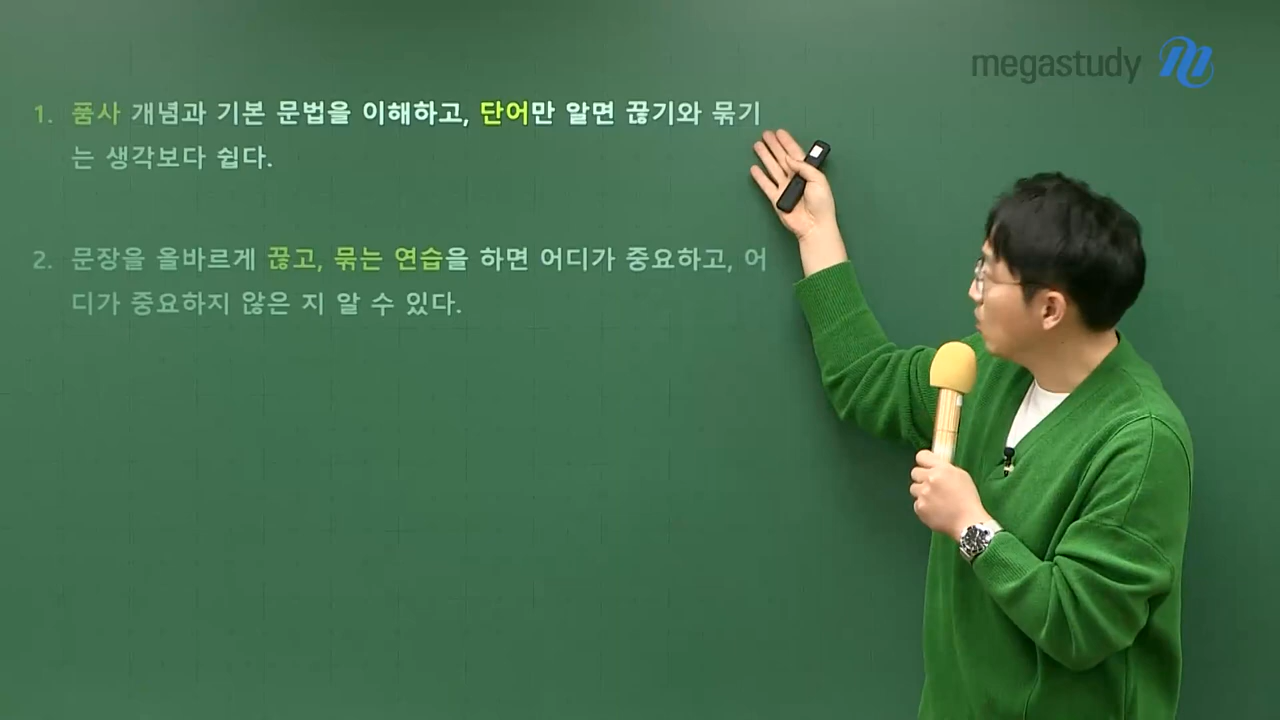 megastudy
1. 품사 개념과 기본 문법을 이해하고, 단어만 알면 끊기와 묶기
는 생각보다 쉽다.
2. 문장을 올바르게 끊고, 묶는 연습을 하면 어디가 중요하고, 어
디가 중요하지 않은 지 알 수 있다.